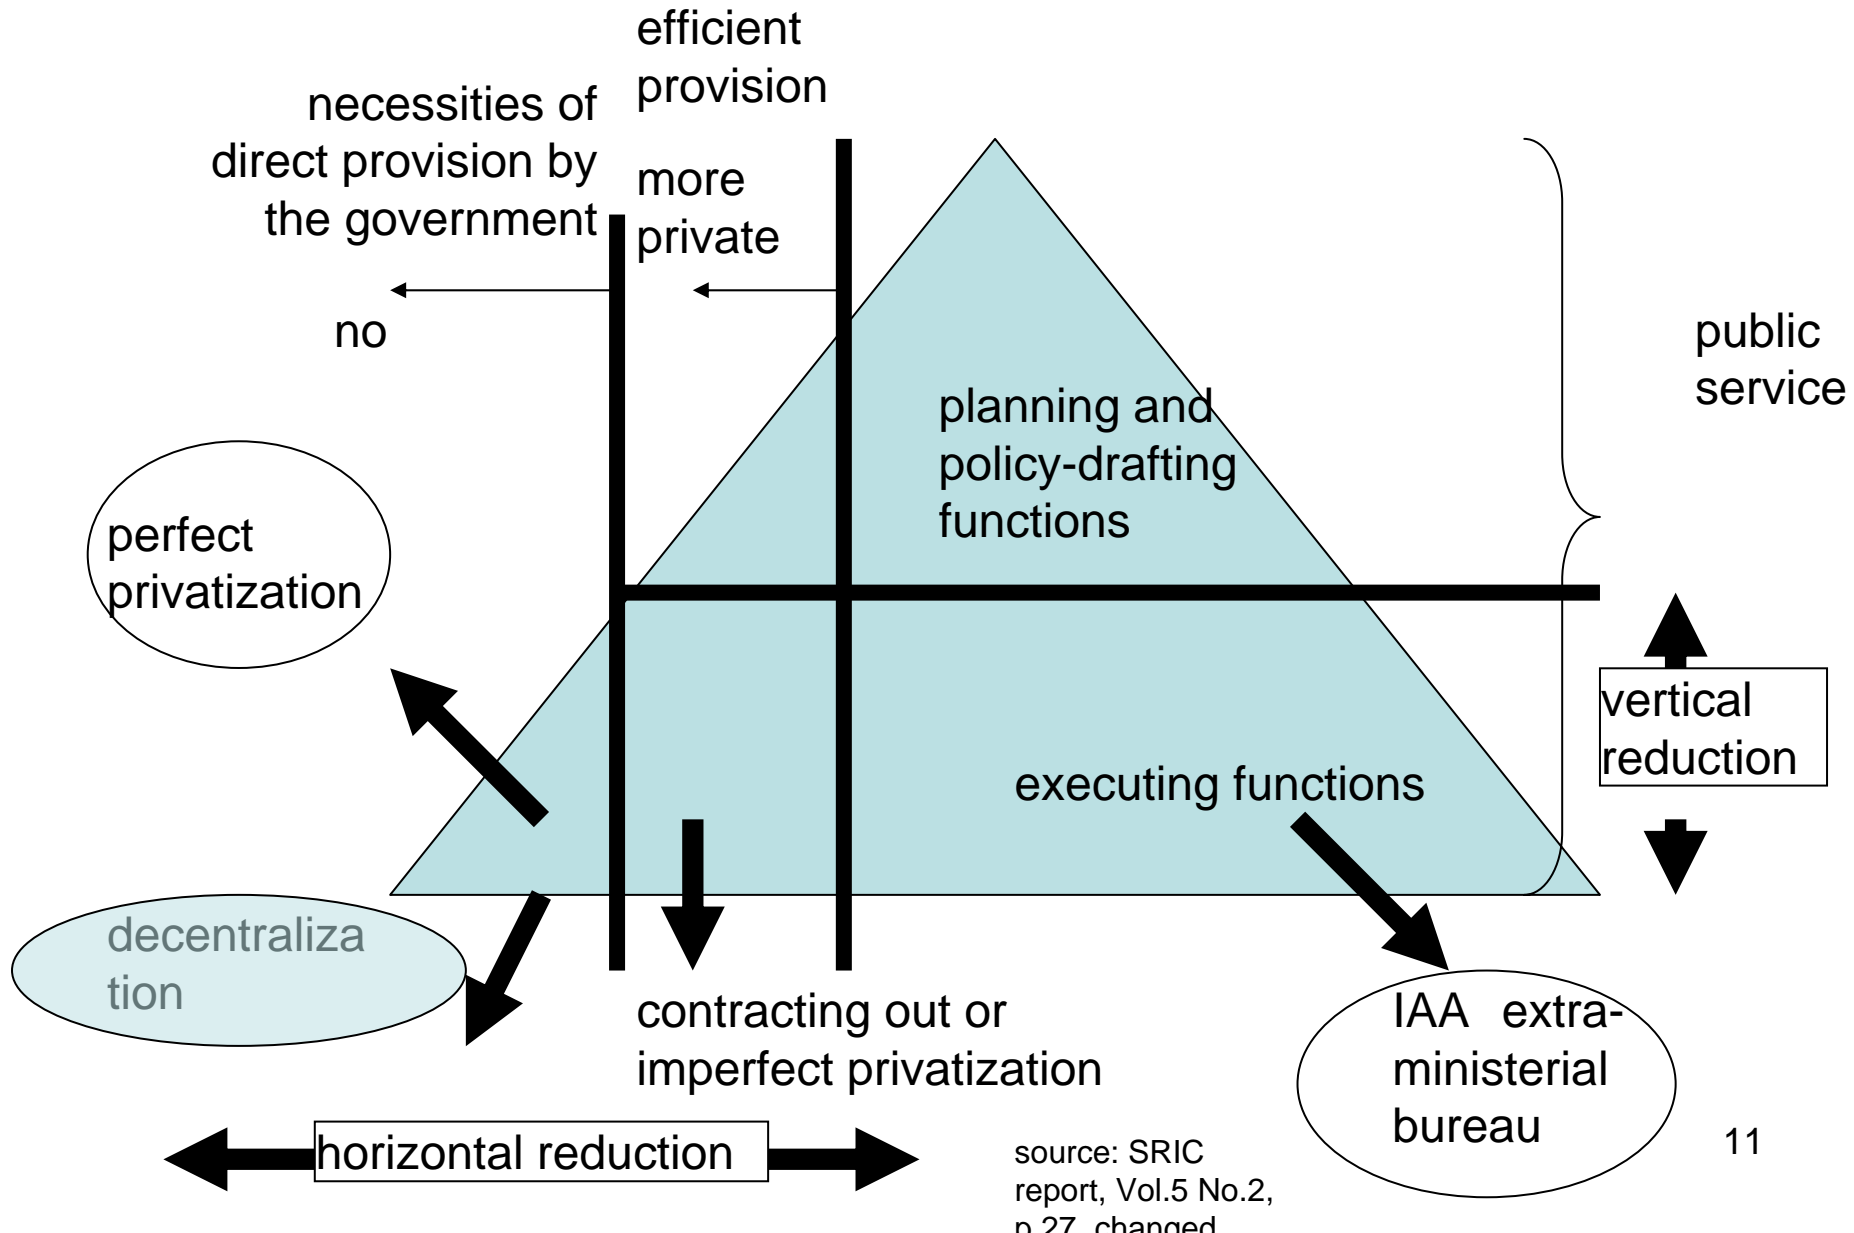 efficient
provision
necessities of
direct provision by
the government
more
private
no
public
service
planning and
policy-drafting
functions
perfect
privatization
vertical
reduction
executing functions
decentraliza
tion
contracting out or
imperfect privatization
IAA extra-
ministerial
bureau
horizontal reduction
source: SRIC
report, Vol.5 No.2,
p.27, changed
11